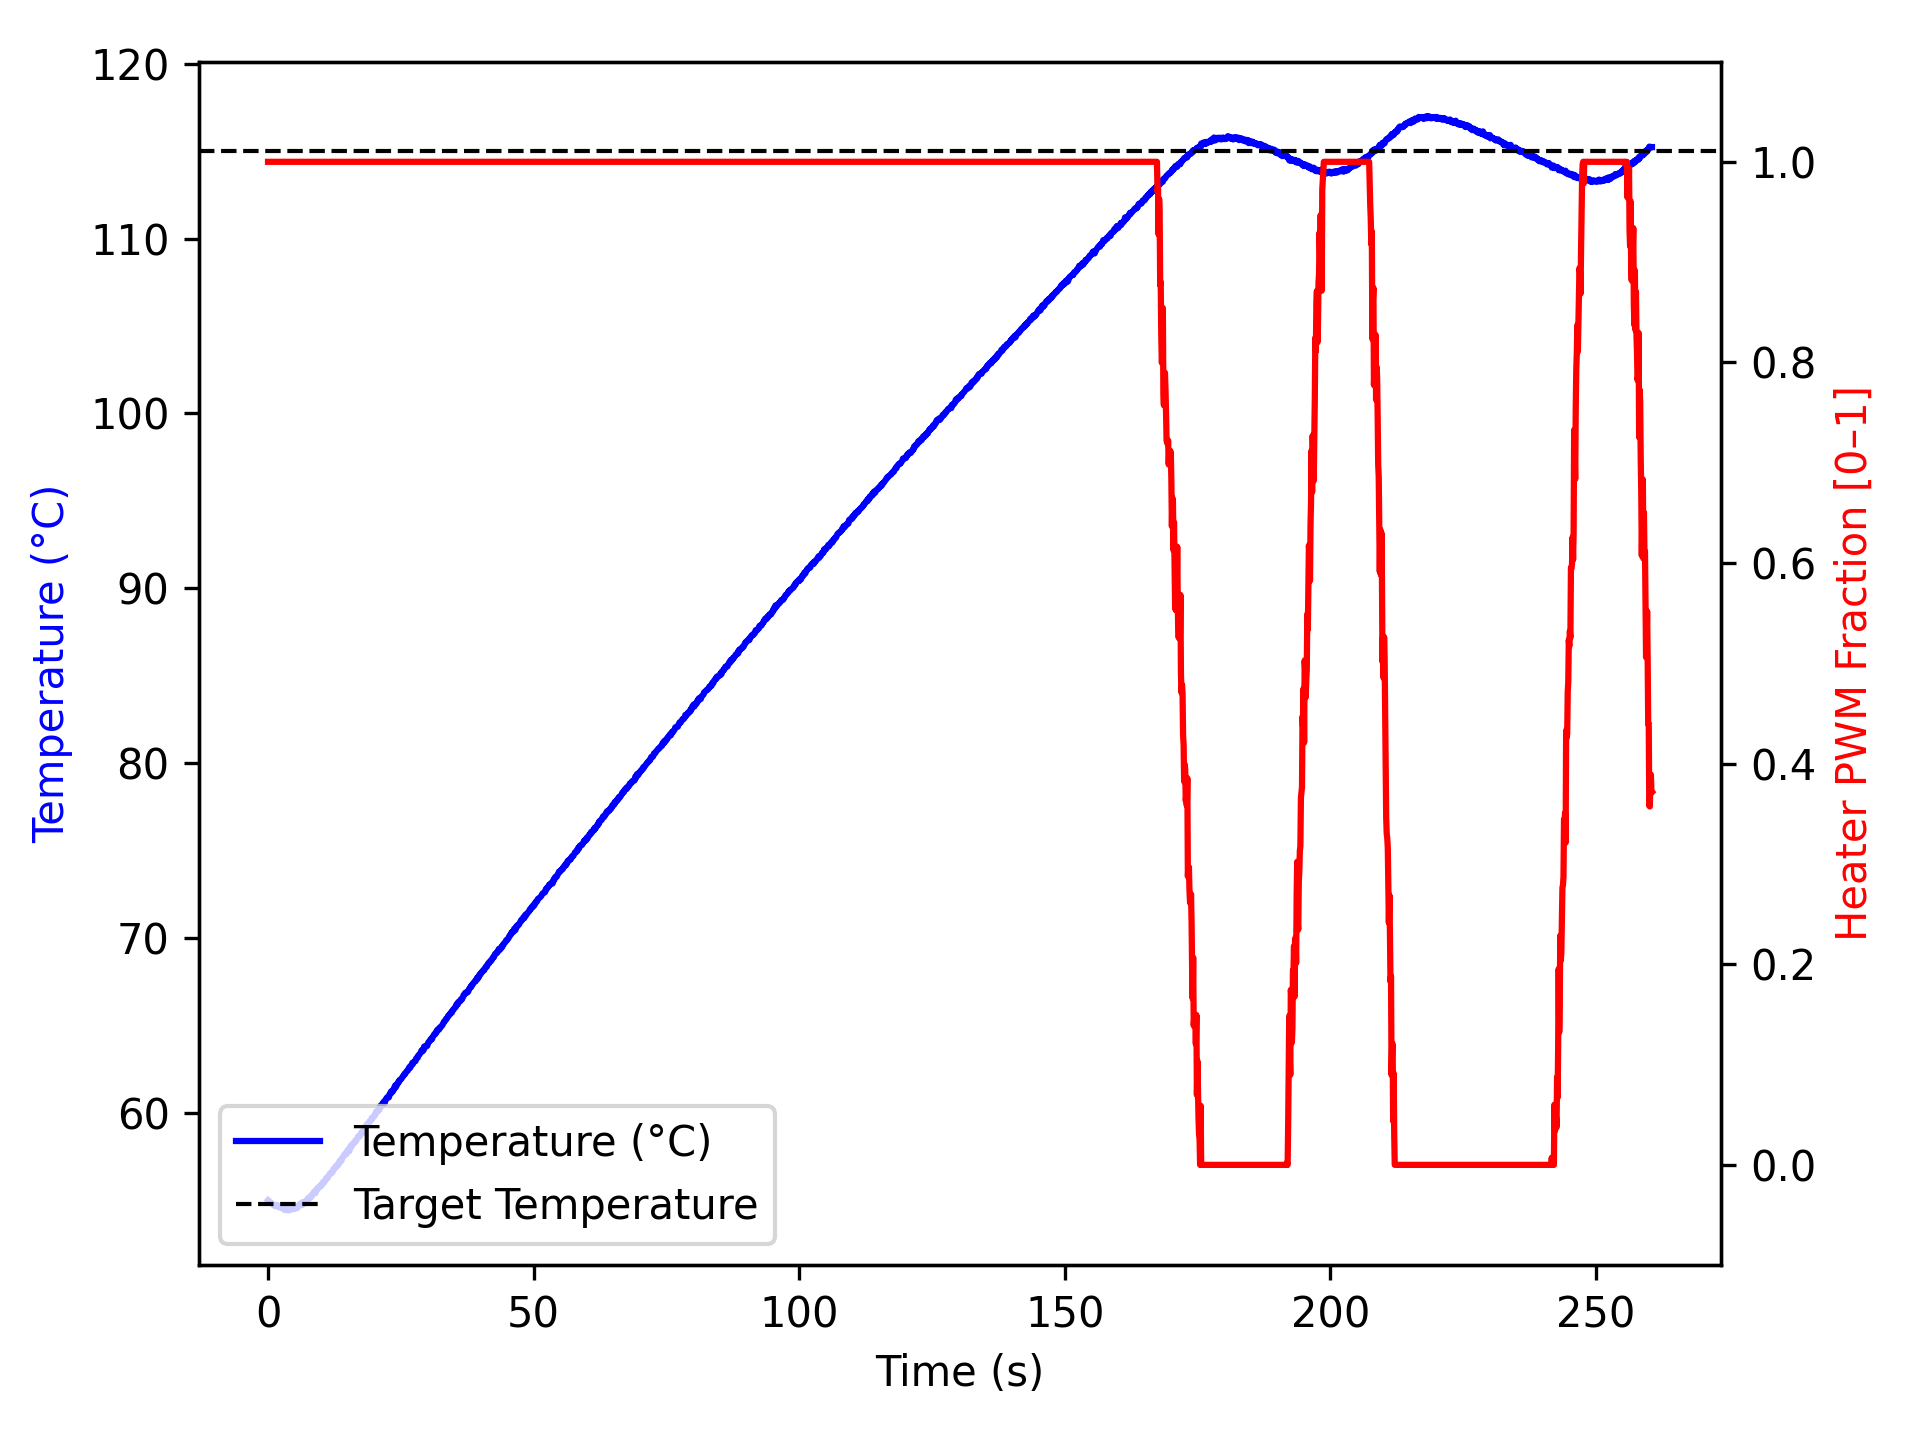 120
110
100
90
80
70
60
Temperature (°C)
1.0
0.8
0.6
0.4
0.2
0.0
Heater PWM Fraction [0–1]
Temperature (°C)
Target Temperature
0 50 100 150 200 250
Time (s)